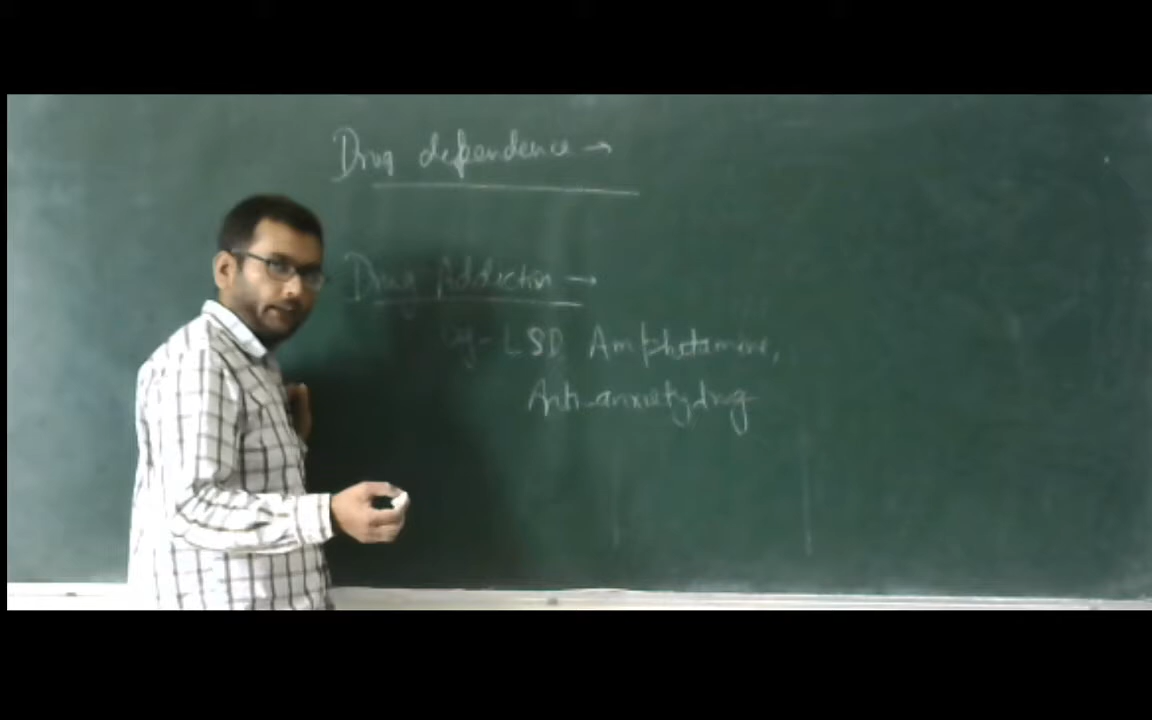 Drug dependence →
Drug Addiction →
eg- LSD Amphetamine,
Anti-anxiety drug